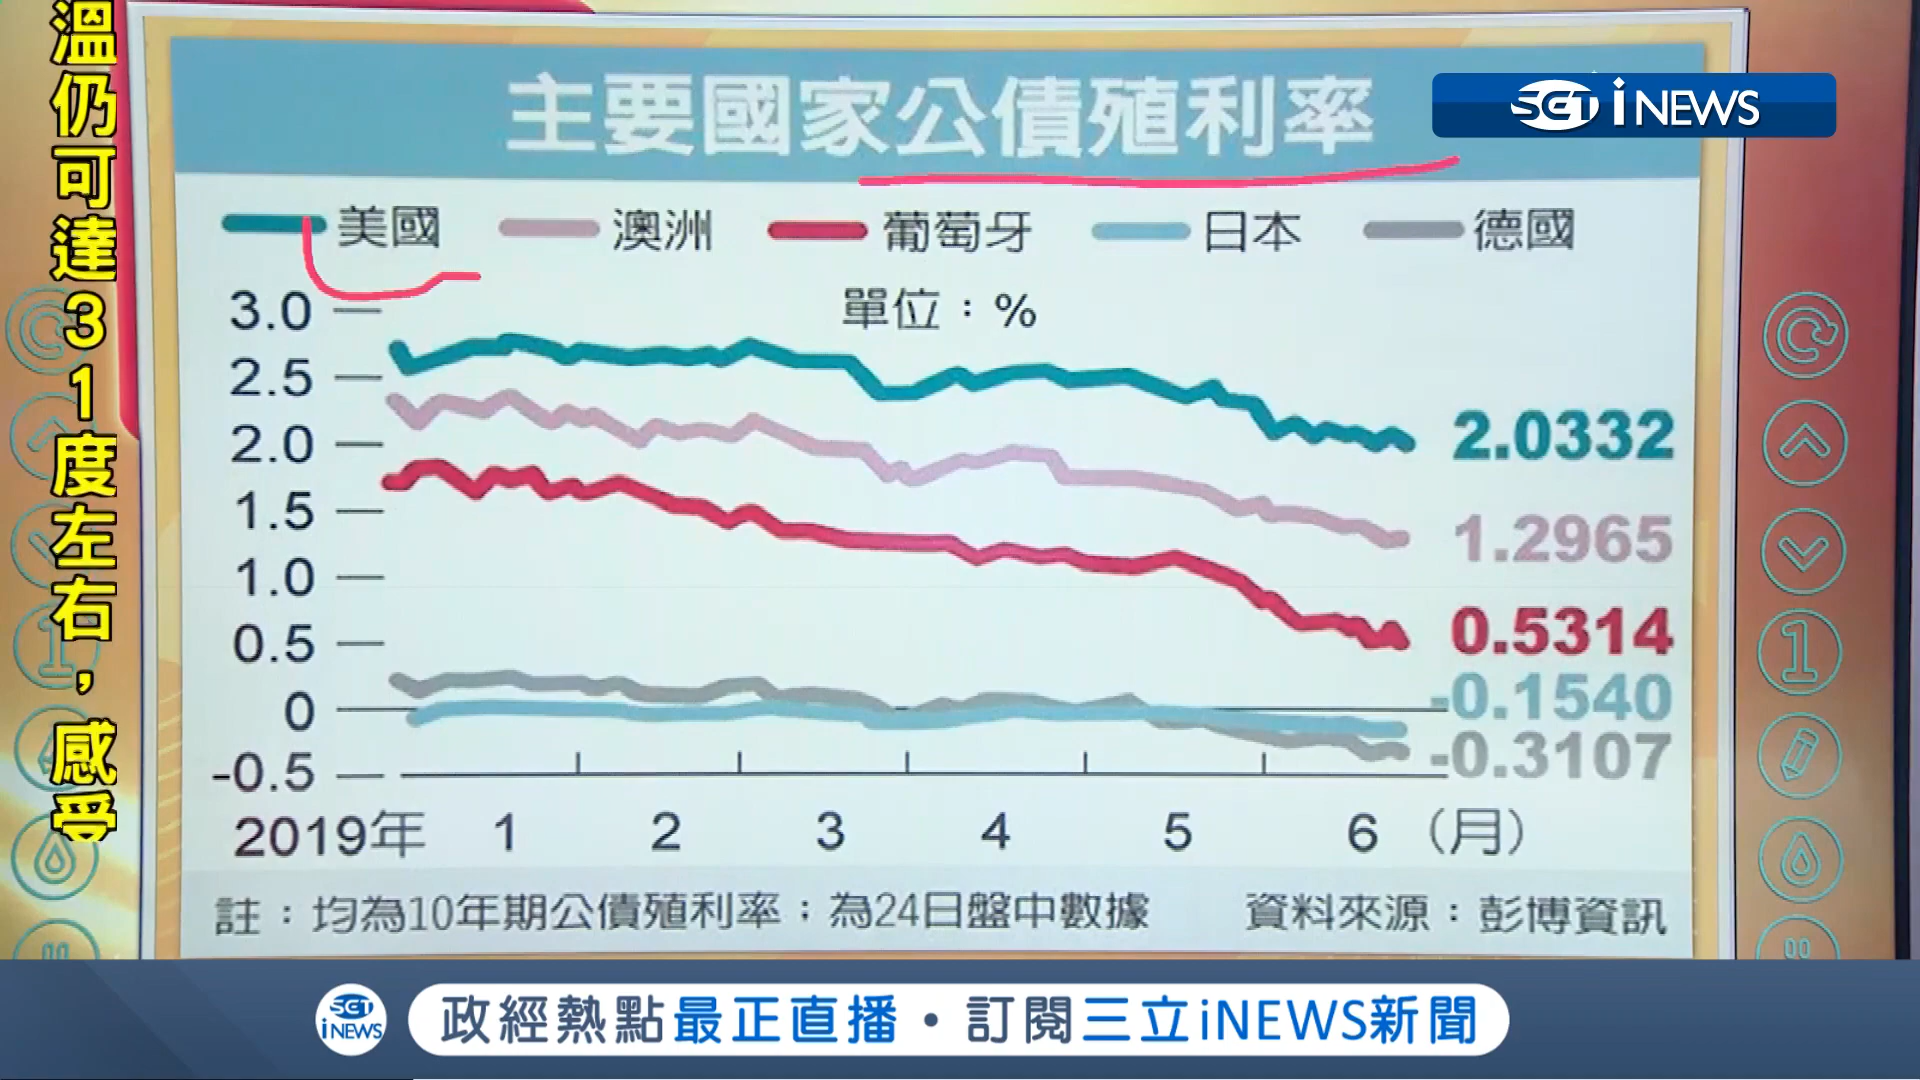 溫仍可達31度左右，感受
主要國家公債殖利率
SET iNEWS
美國 澳洲 葡萄牙 日本 德國
單位：%
3.0
2.5
2.0
1.5
1.0
0.5
0
-0.5
2.0332
1.2965
0.5314
-0.1540
-0.3107
2019年 1 2 3 4 5 6 (月)
註：均為10年期公債殖利率；為24日盤中數據 資料來源：彭博資訊
SET iNEWS
政經熱點最正直播・訂閱三立iNEWS新聞